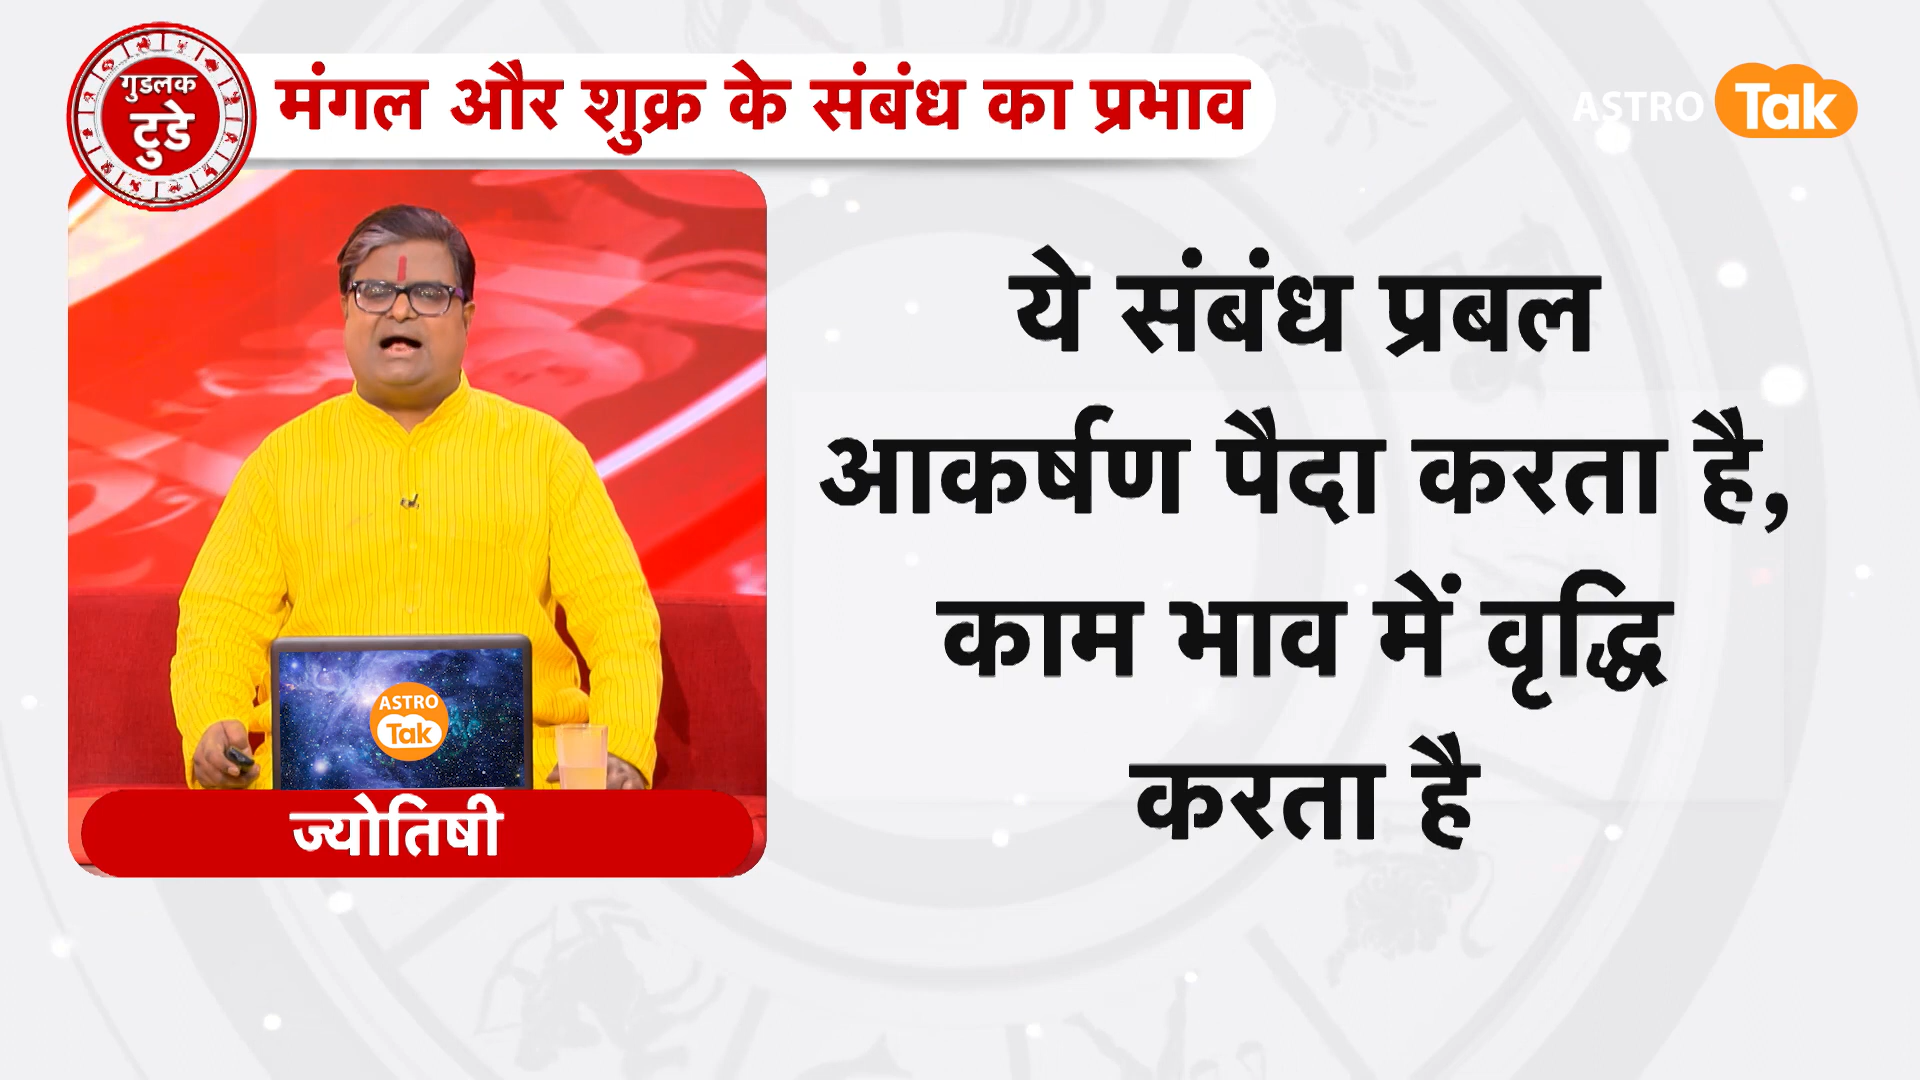 गुडलक
टुडे
मंगल और शुक्र के संबंध का प्रभाव
ASTRO Tak
ये संबंध प्रबल
आकर्षण पैदा करता है,
काम भाव में वृद्धि
करता है
ASTRO
Tak
ज्योतिषी